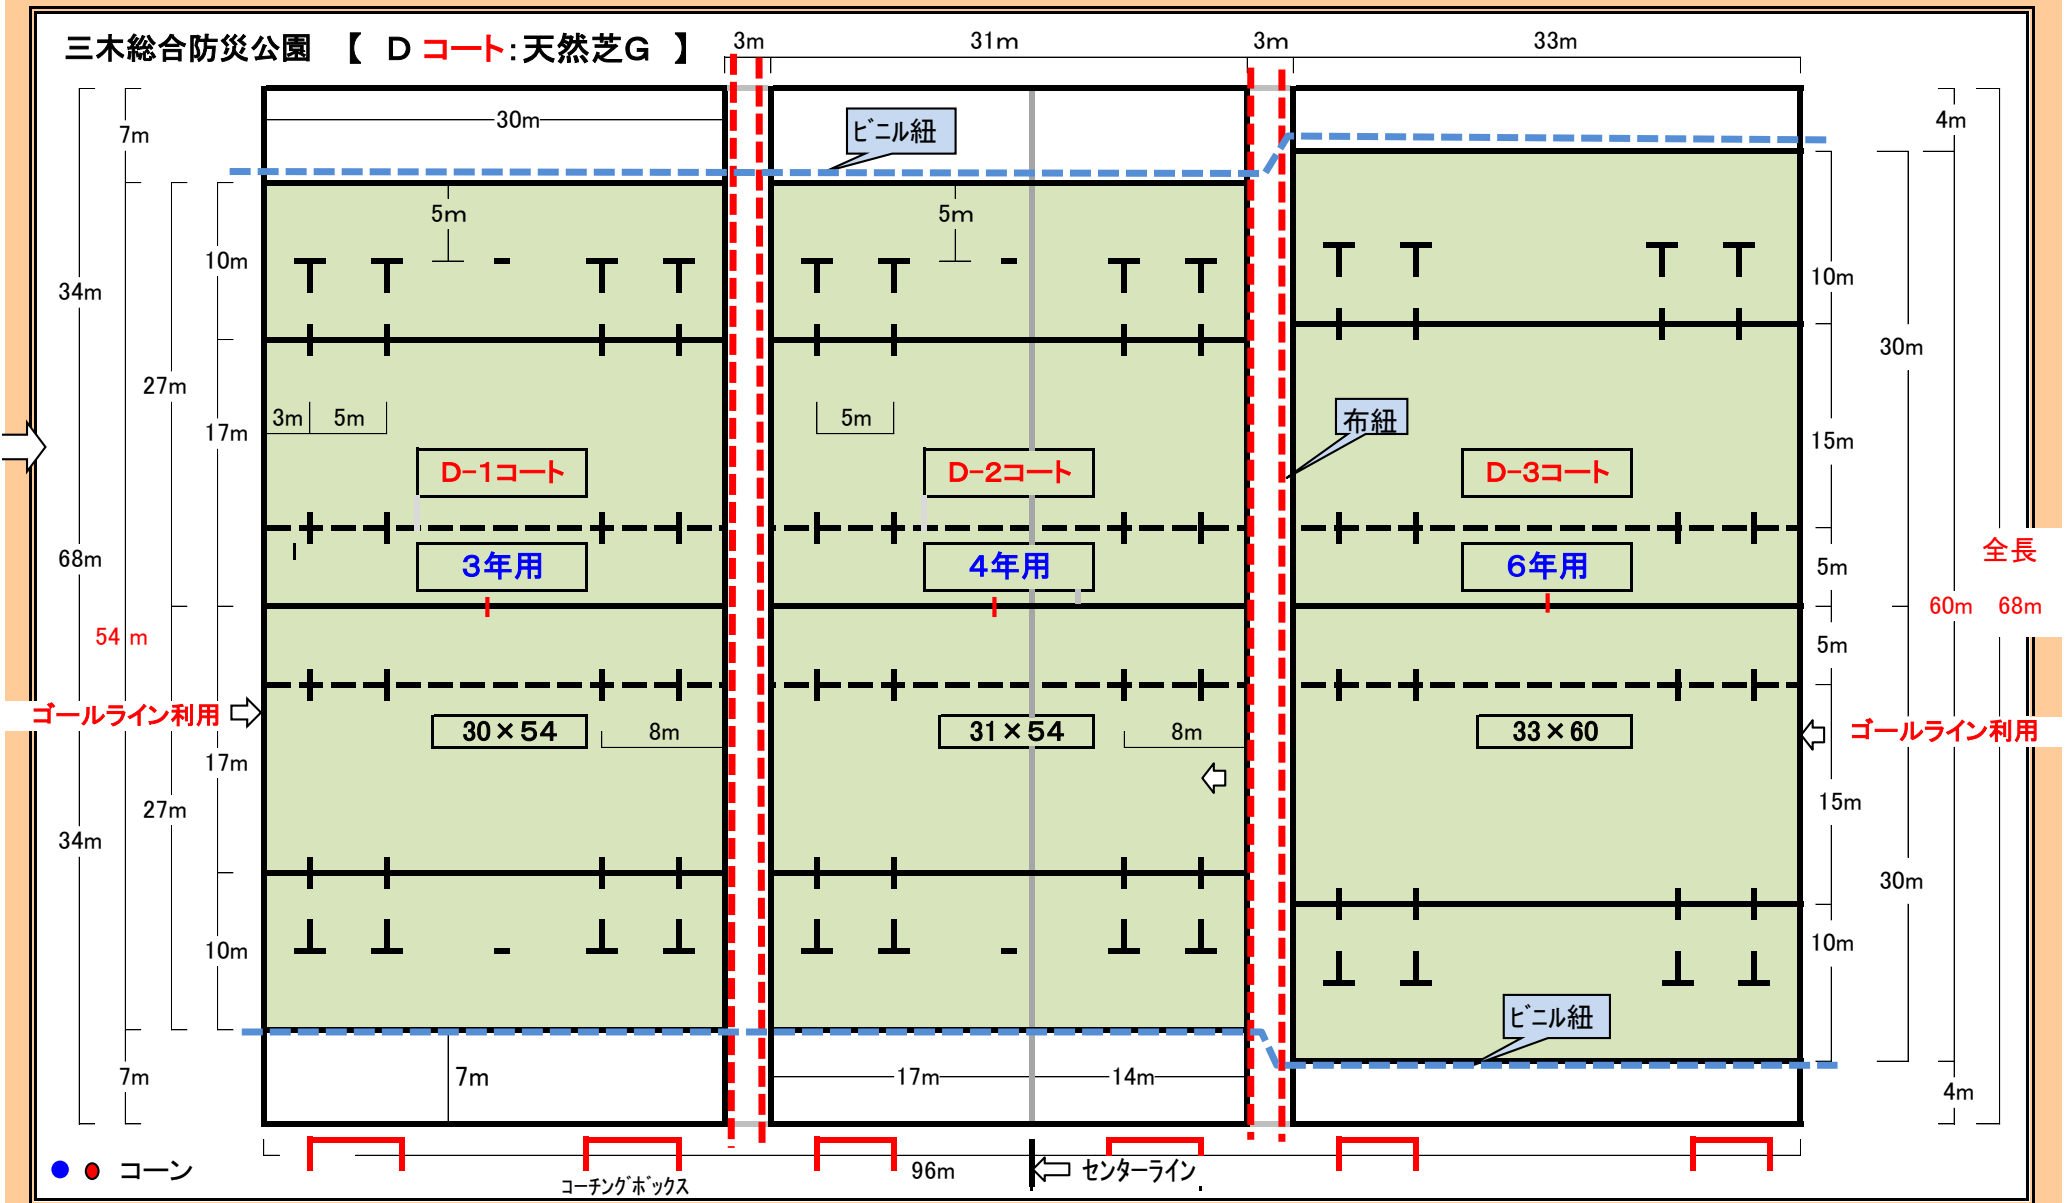 三木総合防災公園 【 D コート：天然芝G 】
3m
31m
3m
33m
7m
30m
ビニル紐
4m
5m
5m
10m
10m
34m
27m
30m
3m
5m
5m
布紐
17m
15m
D-1コート
D-2コート
D-3コート
68m
3年用
4年用
6年用
5m
全長
54 m
60m
68m
5m
ゴールライン利用
30×54
8m
31×54
8m
33×60
ゴールライン利用
17m
27m
15m
34m
30m
10m
10m
ビニル紐
7m
7m
17m
14m
4m
コーン
コーチングボックス
96m
センターライン